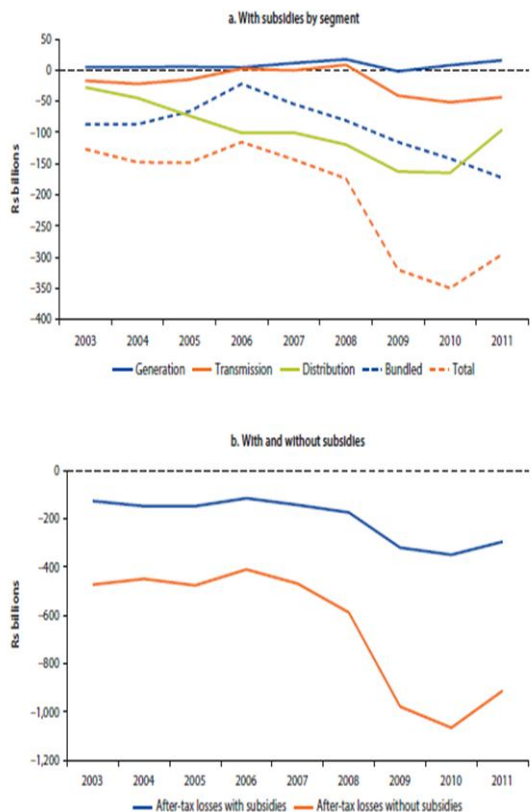 a. With subsidies by segment
50
0
–50
–100
–150
–200
–250
–300
–350
–400
Rs billions
2003 2004 2005 2006 2007 2008 2009 2010 2011
Generation Transmission Distribution Bundled Total
b. With and without subsidies
0
–200
–400
–600
–800
–1,000
–1,200
Rs billions
2003 2004 2005 2006 2007 2008 2009 2010 2011
After-tax losses with subsidies After-tax losses without subsidies